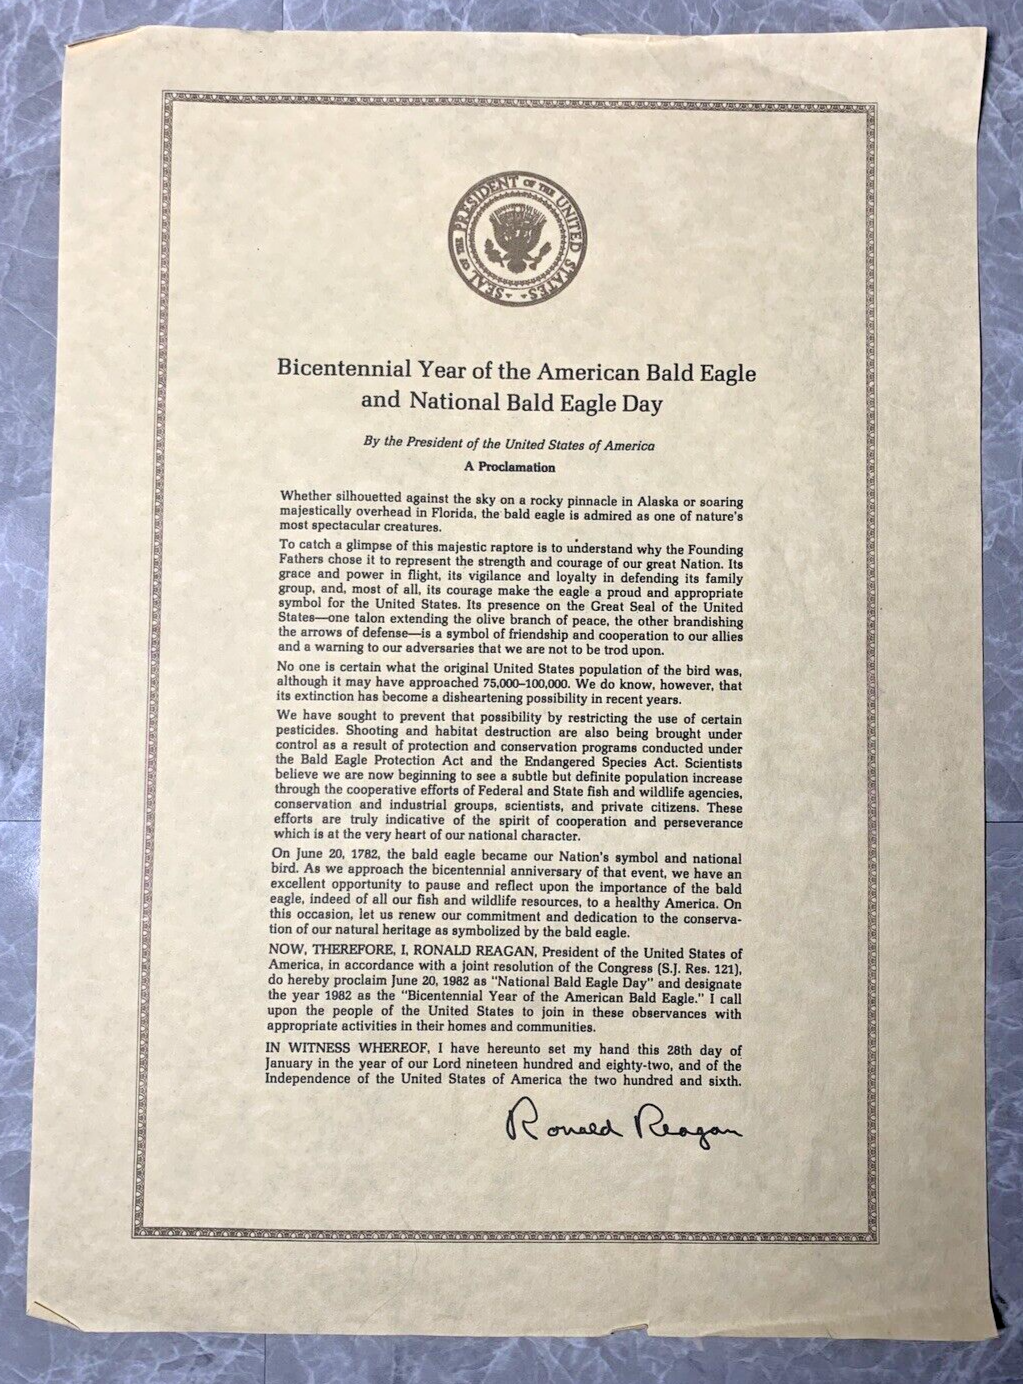 SEAL OF THE PRESIDENT OF THE UNITED STATES
Bicentennial Year of the American Bald Eagle
and National Bald Eagle Day
By the President of the United States of America
A Proclamation
Whether silhouetted against the sky on a rocky pinnacle in Alaska or soaring
majestically overhead in Florida, the bald eagle is admired as one of nature's
most spectacular creatures.
To catch a glimpse of this majestic raptore is to understand why the Founding
Fathers chose it to represent the strength and courage of our great Nation. Its
grace and power in flight, its vigilance and loyalty in defending its family
group, and, most of all, its courage make the eagle a proud and appropriate
symbol for the United States. Its presence on the Great Seal of the United
States—one talon extending the olive branch of peace, the other brandishing
the arrows of defense—is a symbol of friendship and cooperation to our allies
and a warning to our adversaries that we are not to be trod upon.
No one is certain what the original United States population of the bird was,
although it may have approached 75,000–100,000. We do know, however, that
its extinction has become a disheartening possibility in recent years.
We have sought to prevent that possibility by restricting the use of certain
pesticides. Shooting and habitat destruction are also being brought under
control as a result of protection and conservation programs conducted under
the Bald Eagle Protection Act and the Endangered Species Act. Scientists
believe we are now beginning to see a subtle but definite population increase
through the cooperative efforts of Federal and State fish and wildlife agencies,
conservation and industrial groups, scientists, and private citizens. These
efforts are truly indicative of the spirit of cooperation and perseverance
which is at the very heart of our national character.
On June 20, 1782, the bald eagle became our Nation's symbol and national
bird. As we approach the bicentennial anniversary of that event, we have an
excellent opportunity to pause and reflect upon the importance of the bald
eagle, indeed of all our fish and wildlife resources, to a healthy America. On
this occasion, let us renew our commitment and dedication to the conserva-
tion of our natural heritage as symbolized by the bald eagle.
NOW, THEREFORE, I, RONALD REAGAN, President of the United States of
America, in accordance with a joint resolution of the Congress (S.J. Res. 121),
do hereby proclaim June 20, 1982 as "National Bald Eagle Day" and designate
the year 1982 as the "Bicentennial Year of the American Bald Eagle." I call
upon the people of the United States to join in these observances with
appropriate activities in their homes and communities.
IN WITNESS WHEREOF, I have hereunto set my hand this 28th day of
January in the year of our Lord nineteen hundred and eighty-two, and of the
Independence of the United States of America the two hundred and sixth.
Ronald Reagan